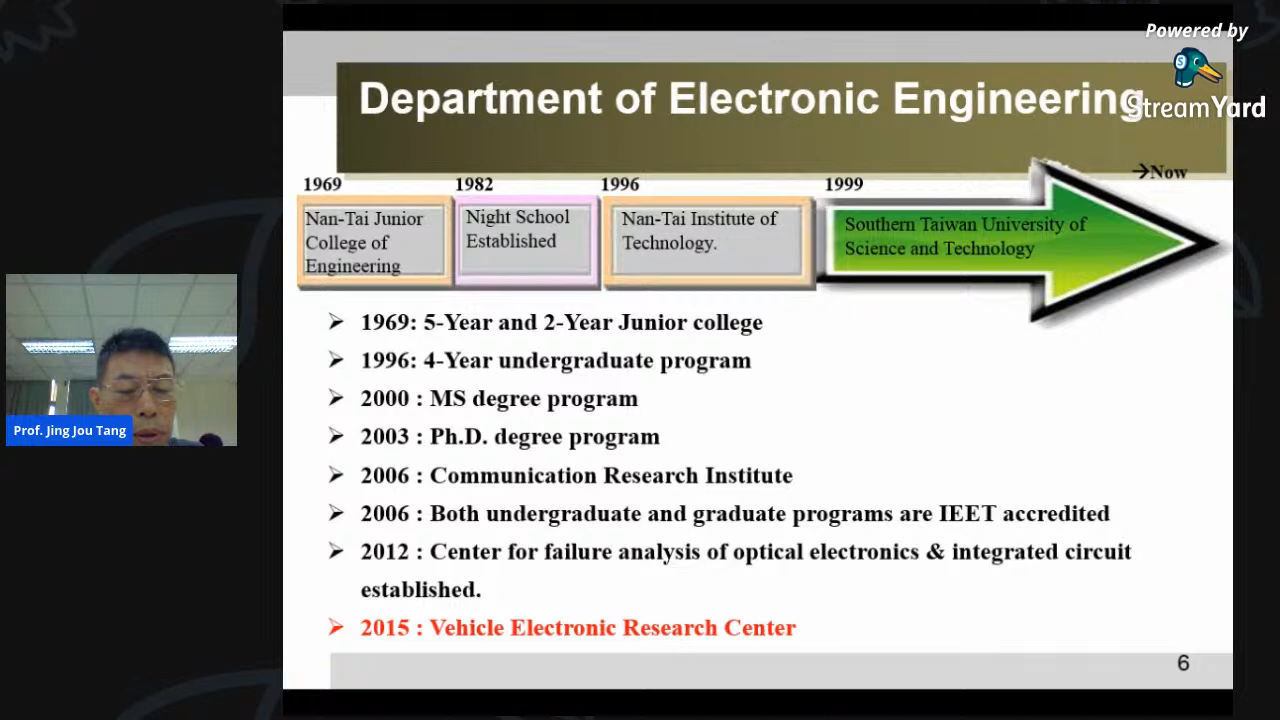 Powered by
StreamYard
Department of Electronic Engineering
→Now
1969
1982
1996
1999
Nan-Tai Junior
College of
Engineering
Night School
Established
Nan-Tai Institute of
Technology.
Southern Taiwan University of
Science and Technology
➢ 1969: 5-Year and 2-Year Junior college
➢ 1996: 4-Year undergraduate program
➢ 2000 : MS degree program
➢ 2003 : Ph.D. degree program
➢ 2006 : Communication Research Institute
➢ 2006 : Both undergraduate and graduate programs are IEET accredited
➢ 2012 : Center for failure analysis of optical electronics & integrated circuit
established.
➢ 2015 : Vehicle Electronic Research Center
Prof. Jing Jou Tang
6